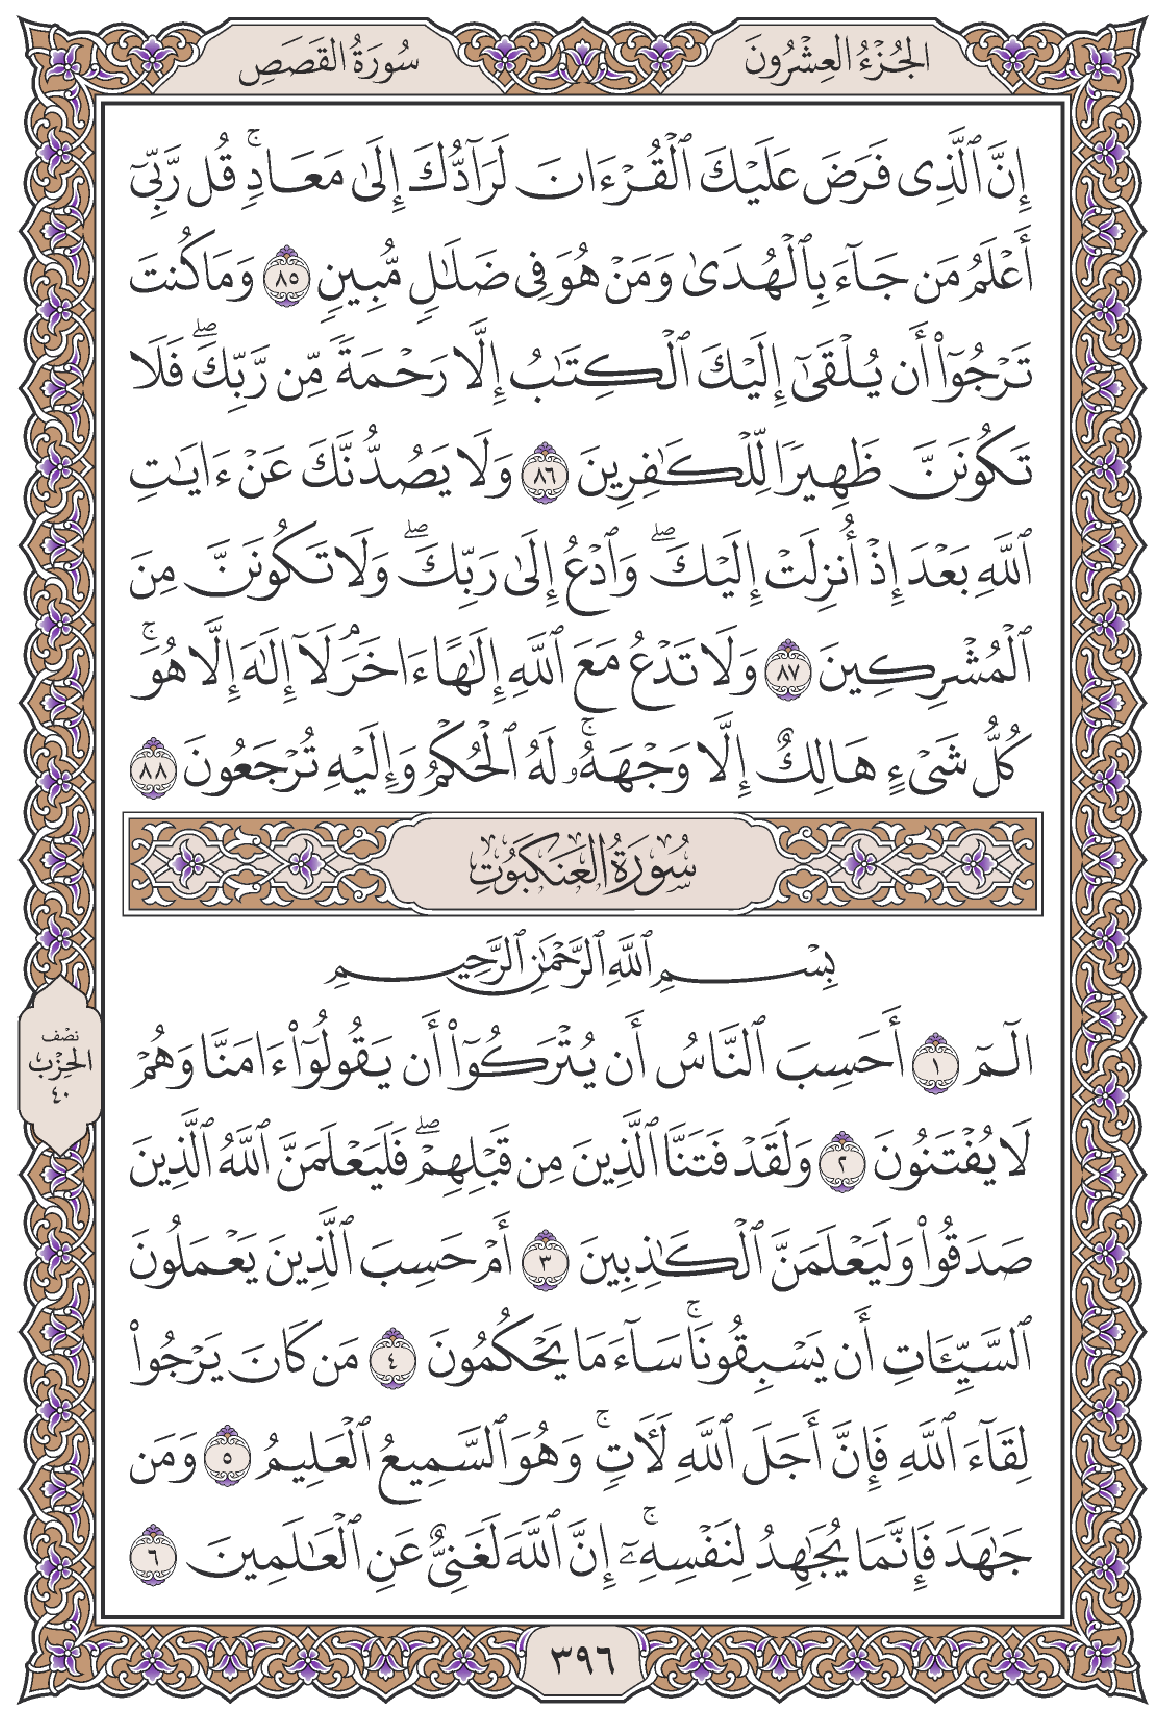 الجُزْءُ العِشْرُونَ
سُورَةُ القَصَصِ
إِنَّ ٱلَّذِى فَرَضَ عَلَيْكَ ٱلْقُرْءَانَ لَرَآدُّكَ إِلَىٰ مَعَادٍۚ قُل رَّبِّىٓ
أَعْلَمُ مَن جَآءَ بِٱلْهُدَىٰ وَمَنْ هُوَ فِى ضَلَٰلٍ مُّبِينٍ ٨٥ وَمَا كُنتَ
تَرْجُوٓا۟ أَن يُلْقَىٰٓ إِلَيْكَ ٱلْكِتَٰبُ إِلَّا رَحْمَةً مِّن رَّبِّكَۖ فَلَا
تَكُونَنَّ ظَهِيرًا لِّلْكَٰفِرِينَ ٨٦ وَلَا يَصُدُّنَّكَ عَنْ ءَايَٰتِ
ٱللَّهِ بَعْدَ إِذْ أُنزِلَتْ إِلَيْكَۖ وَٱدْعُ إِلَىٰ رَبِّكَۖ وَلَا تَكُونَنَّ مِنَ
ٱلْمُشْرِكِينَ ٨٧ وَلَا تَدْعُ مَعَ ٱللَّهِ إِلَٰهًا ءَاخَرَۘ لَآ إِلَٰهَ إِلَّا هُوَۚ
كُلُّ شَىْءٍ هَالِكٌ إِلَّا وَجْهَهُۥۚ لَهُ ٱلْحُكْمُ وَإِلَيْهِ تُرْجَعُونَ ٨٨
سُورَةُ العَنكَبُوتِ
بِسْمِ ٱللَّهِ ٱلرَّحْمَٰنِ ٱلرَّحِيمِ
الٓمٓ ١ أَحَسِبَ ٱلنَّاسُ أَن يُتْرَكُوٓا۟ أَن يَقُولُوٓا۟ ءَامَنَّا وَهُمْ
لَا يُفْتَنُونَ ٢ وَلَقَدْ فَتَنَّا ٱلَّذِينَ مِن قَبْلِهِمْۖ فَلَيَعْلَمَنَّ ٱللَّهُ ٱلَّذِينَ
صَدَقُوا۟ وَلَيَعْلَمَنَّ ٱلْكَٰذِبِينَ ٣ أَمْ حَسِبَ ٱلَّذِينَ يَعْمَلُونَ
ٱلسَّيِّـَٔاتِ أَن يَسْبِقُونَاۚ سَآءَ مَا يَحْكُمُونَ ٤ مَن كَانَ يَرْجُوا۟
لِقَآءَ ٱللَّهِ فَإِنَّ أَجَلَ ٱللَّهِ لَـَٔاتٍۚ وَهُوَ ٱلسَّمِيعُ ٱلْعَلِيمُ ٥ وَمَن
جَٰهَدَ فَإِنَّمَا يُجَٰهِدُ لِنَفْسِهِۦٓۚ إِنَّ ٱللَّهَ لَغَنِىٌّ عَنِ ٱلْعَٰلَمِينَ ٦
نصْف
الحِزْب
٤٠
٣٩٦